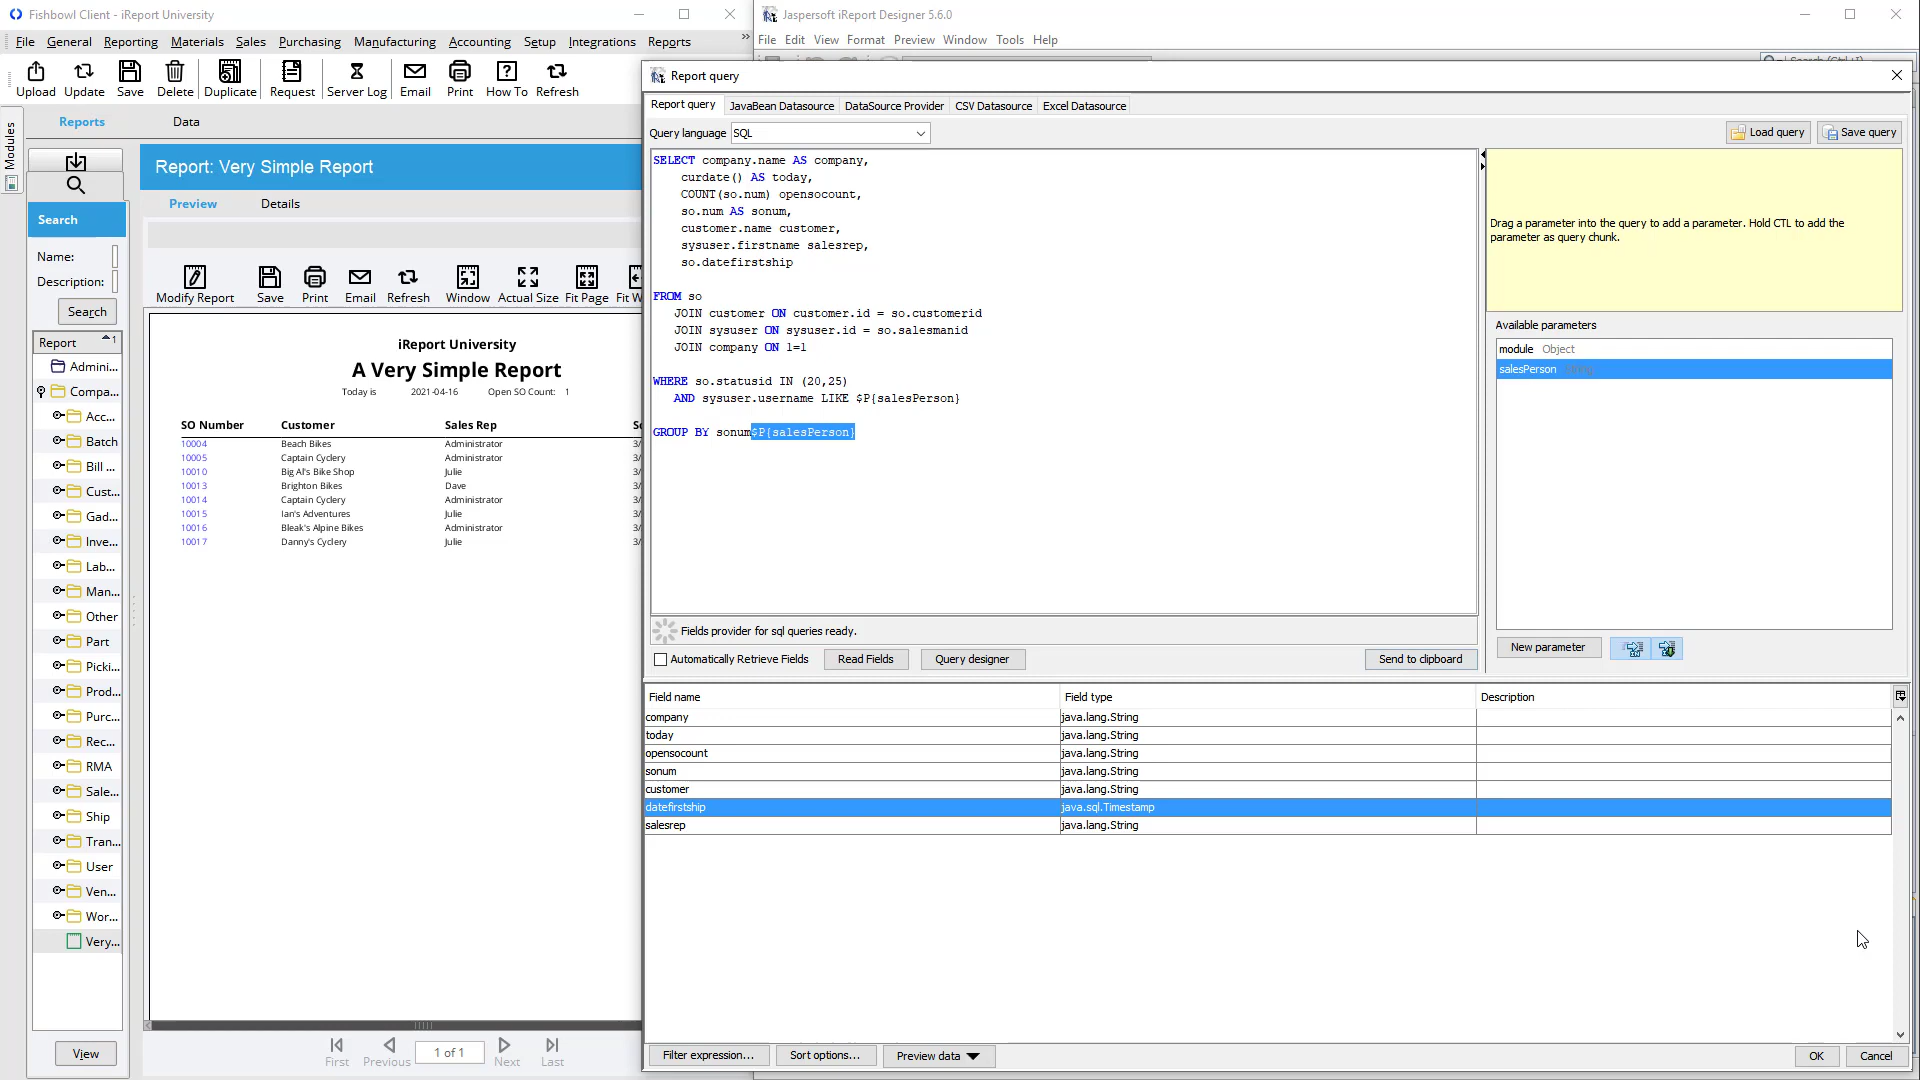 Fishbowl Client - iReport University
File General Reporting Materials Sales Purchasing Manufacturing Accounting Setup Integrations Reports »
Upload Update Save Delete Duplicate Request Server Log Email Print How To Refresh
Modules
Reports Data
Report: Very Simple Report
Preview Details
Search
Name:
Description:
Search
Report 1
Admini...
Compa...
Acc...
Batch
Bill ...
Cust...
Gad...
Inve...
Lab...
Man...
Other
Part
Picki...
Prod...
Purc...
Rec...
RMA
Sale...
Ship
Tran...
User
Ven...
Wor...
Very...
View
Modify Report Save Print Email Refresh Window Actual Size Fit Page Fit W
iReport University
A Very Simple Report
Today is 2021-04-16 Open SO Count: 1
SO Number Customer Sales Rep Sc
10004 Beach Bikes Administrator 3/
10005 Captain Cyclery Administrator 3/
10010 Big Al's Bike Shop Julie 3/
10013 Brighton Bikes Dave 3/
10014 Captain Cyclery Administrator 3/
10015 Ian's Adventures Julie 3/
10016 Bleak's Alpine Bikes Administrator 3/
10017 Danny's Cyclery Julie 3/
First Previous 1 of 1 Next Last
Jaspersoft iReport Designer 5.6.0
File Edit View Format Preview Window Tools Help
Search (Ctrl+I)
Report query
Report query JavaBean Datasource DataSource Provider CSV Datasource Excel Datasource
Query language SQL
Load query Save query
SELECT company.name AS company,
curdate() AS today,
COUNT(so.num) opensocount,
so.num AS sonum,
customer.name customer,
sysuser.firstname salesrep,
so.datefirstship
FROM so
JOIN customer ON customer.id = so.customerid
JOIN sysuser ON sysuser.id = so.salesmanid
JOIN company ON 1=1
WHERE so.statusid IN (20,25)
AND sysuser.username LIKE $P{salesPerson}
GROUP BY sonum$P{salesPerson}
Drag a parameter into the query to add a parameter. Hold CTL to add the
parameter as query chunk.
Available parameters
module Object
salesPerson String
New parameter
Fields provider for sql queries ready.
Automatically Retrieve Fields Read Fields Query designer Send to clipboard
Field name Field type Description
company java.lang.String
today java.lang.String
opensocount java.lang.String
sonum java.lang.String
customer java.lang.String
datefirstship java.sql.Timestamp
salesrep java.lang.String
Filter expression... Sort options... Preview data OK Cancel